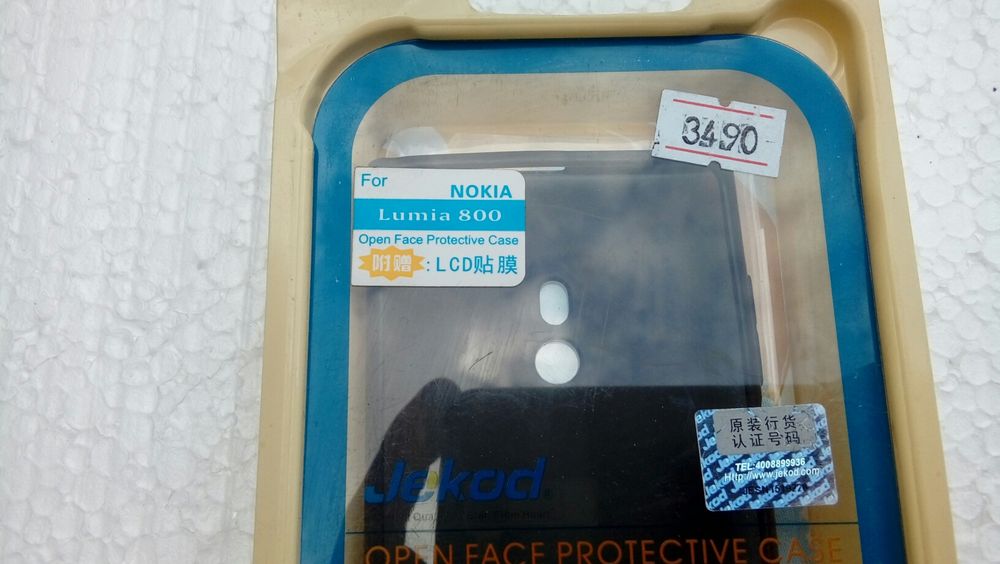 3490
For
NOKIA
Lumia 800
Open Face Protective Case
附赠:LCD贴膜
原装行货
认证号码
TEL:4008899936
Http://www.jekod.com
Jekod
OPEN FACE PROTECTIVE CASE